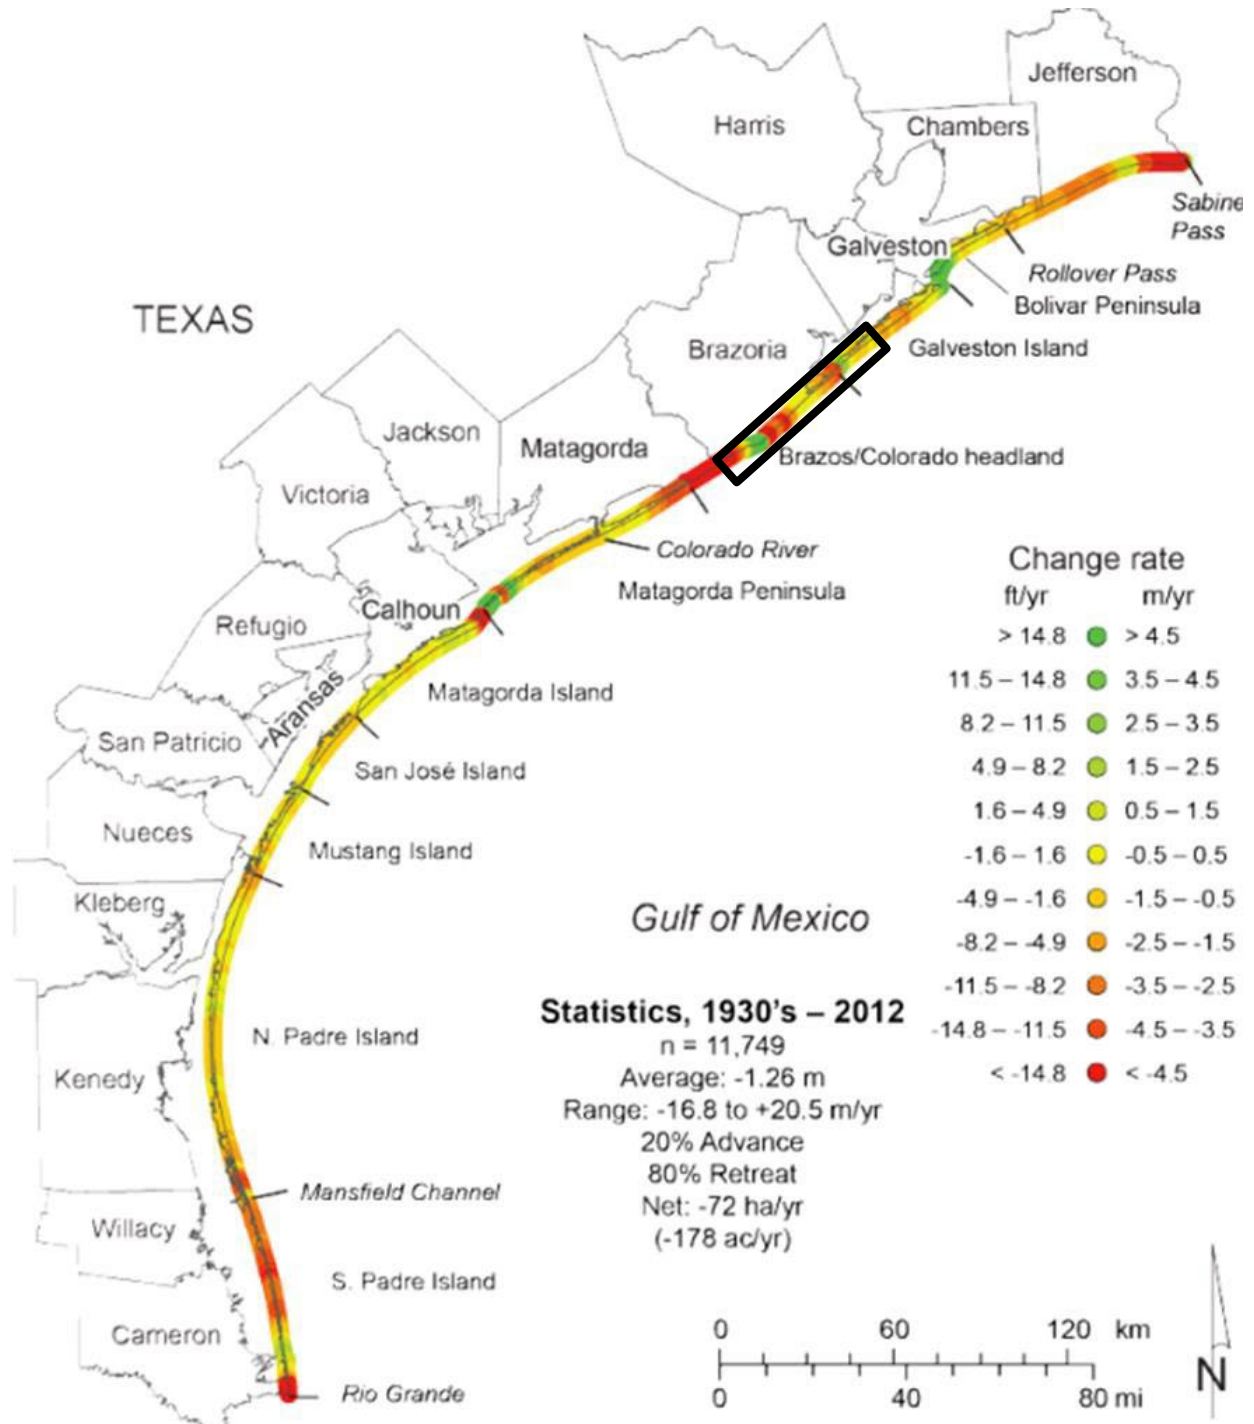 Jefferson
Harris
Chambers
Sabine
Pass
Galveston
Rollover Pass
Bolivar Peninsula
TEXAS
Brazoria
Galveston Island
Jackson
Matagorda
Brazos/Colorado headland
Victoria
Colorado River
Change rate
Matagorda Peninsula
ft/yr m/yr
Calhoun
Refugio
> 14.8 > 4.5
11.5 – 14.8 3.5 – 4.5
Matagorda Island
Aransas
8.2 – 11.5 2.5 – 3.5
San Patricio
San José Island
4.9 – 8.2 1.5 – 2.5
1.6 – 4.9 0.5 – 1.5
Nueces
Mustang Island
-1.6 – 1.6 -0.5 – 0.5
Kleberg
-4.9 – -1.6 -1.5 – -0.5
Gulf of Mexico
-8.2 – -4.9 -2.5 – -1.5
-11.5 – -8.2 -3.5 – -2.5
Statistics, 1930's – 2012
-14.8 – -11.5 -4.5 – -3.5
N. Padre Island
n = 11,749
Kenedy
Average: -1.26 m
< -14.8 < -4.5
Range: -16.8 to +20.5 m/yr
20% Advance
80% Retreat
Mansfield Channel
Net: -72 ha/yr
Willacy
(-178 ac/yr)
S. Padre Island
Cameron
0 60 120 km
N
Rio Grande
0 40 80 mi